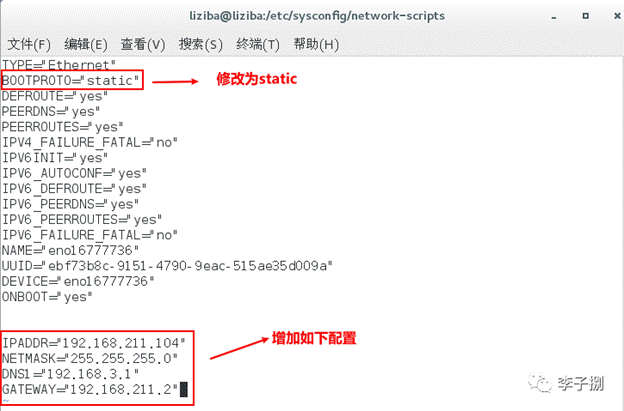 liziba@liziba:/etc/sysconfig/network-scripts
文件(F) 编辑(E) 查看(V) 搜索(S) 终端(T) 帮助(H)
TYPE="Ethernet"
BOOTPROTO="static" 修改为static
DEFROUTE="yes"
PEERDNS="yes"
PEERROUTES="yes"
IPV4_FAILURE_FATAL="no"
IPV6INIT="yes"
IPV6_AUTOCONF="yes"
IPV6_DEFROUTE="yes"
IPV6_PEERDNS="yes"
IPV6_PEERROUTES="yes"
IPV6_FAILURE_FATAL="no"
NAME="eno16777736"
UUID="ebf73b8c-9151-4790-9eac-515ae35d009a"
DEVICE="eno16777736"
ONBOOT="yes"
IPADDR="192.168.211.104" 增加如下配置
NETMASK="255.255.255.0"
DNS1="192.168.3.1"
GATEWAY="192.168.211.2"
~
李子捌